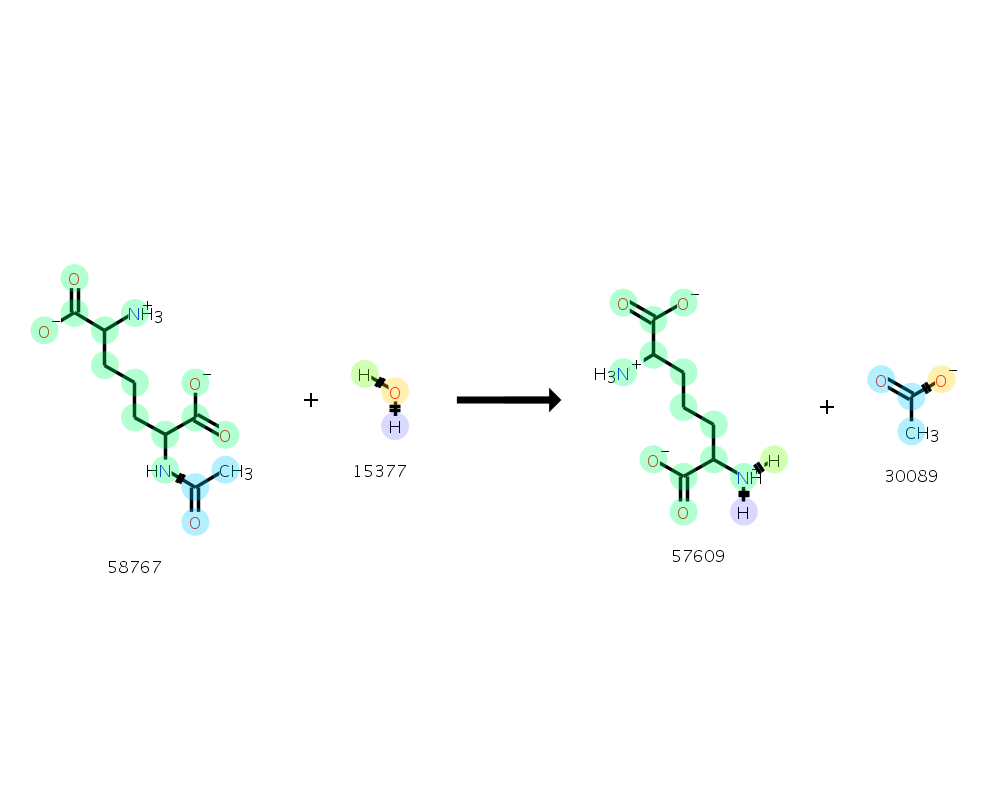 O
O− NH3+
O−
O
HN CH3
O
58767
+
H
O
H
15377
O O−
H3N+
O−
O
NH
H
H
57609
+
O O−
CH3
30089